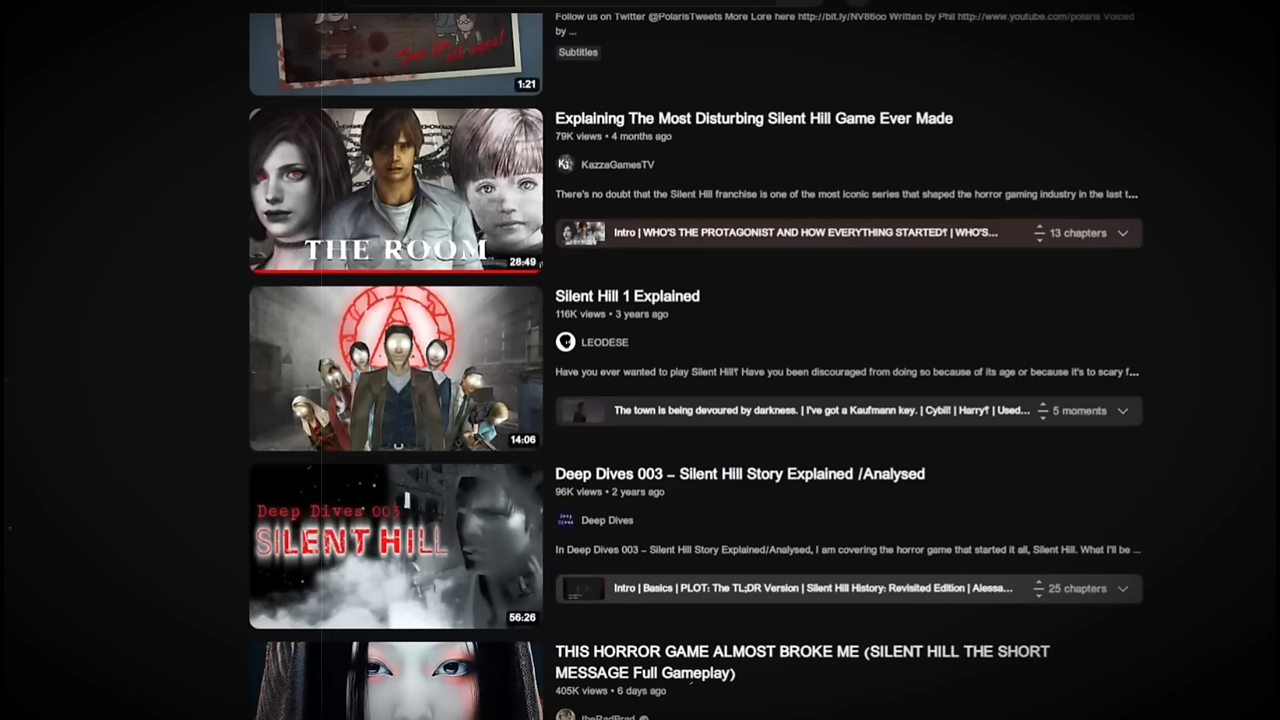 Follow us on Twitter @PolarisTweets More Lore here http://bit.ly/NV86oo Written by Phil http://www.youtube.com/polaris Voiced
by ...
Subtitles
1:21
Explaining The Most Disturbing Silent Hill Game Ever Made
79K views • 4 months ago
KazzaGamesTV
There's no doubt that the Silent Hill franchise is one of the most iconic series that shaped the horror gaming industry in the last t...
THE ROOM
28:49
Intro | WHO'S THE PROTAGONIST AND HOW EVERYTHING STARTED? | WHO'S...
13 chapters
Silent Hill 1 Explained
116K views • 3 years ago
LEODESE
Have you ever wanted to play Silent Hill? Have you been discouraged from doing so because of its age or because it's to scary f...
The town is being devoured by darkness. | I've got a Kaufmann key. | Cybil! | Harry? | Used...
5 moments
14:06
Deep Dives 003 – Silent Hill Story Explained /Analysed
96K views • 2 years ago
Deep Dives 003
SILENT HILL
Deep Dives
In Deep Dives 003 – Silent Hill Story Explained/Analysed, I am covering the horror game that started it all, Silent Hill. What I'll be ...
Intro | Basics | PLOT: The TL;DR Version | Silent Hill History: Revisited Edition | Alessa...
25 chapters
56:26
THIS HORROR GAME ALMOST BROKE ME (SILENT HILL THE SHORT
MESSAGE Full Gameplay)
405K views • 6 days ago
theRadBrad